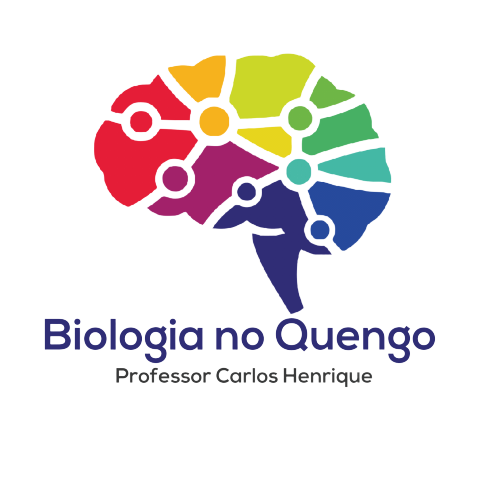 Biologia no Quengo
Professor Carlos Henrique